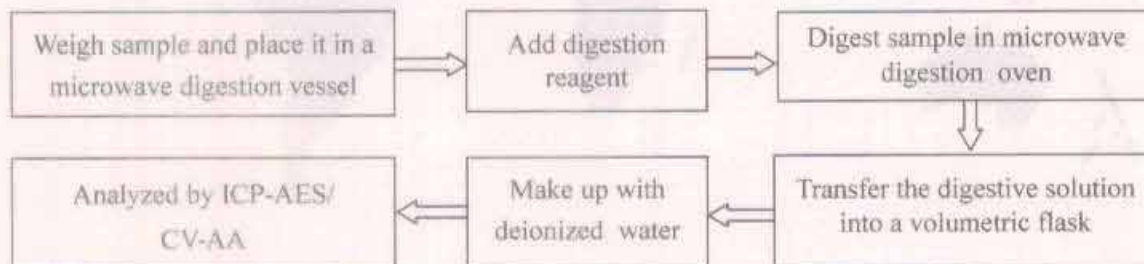 Weigh sample and place it in a
microwave digestion vessel
Add digestion
reagent
Digest sample in microwave
digestion oven
Transfer the digestive solution
into a volumetric flask
Make up with
deionized water
Analyzed by ICP-AES/
CV-AA